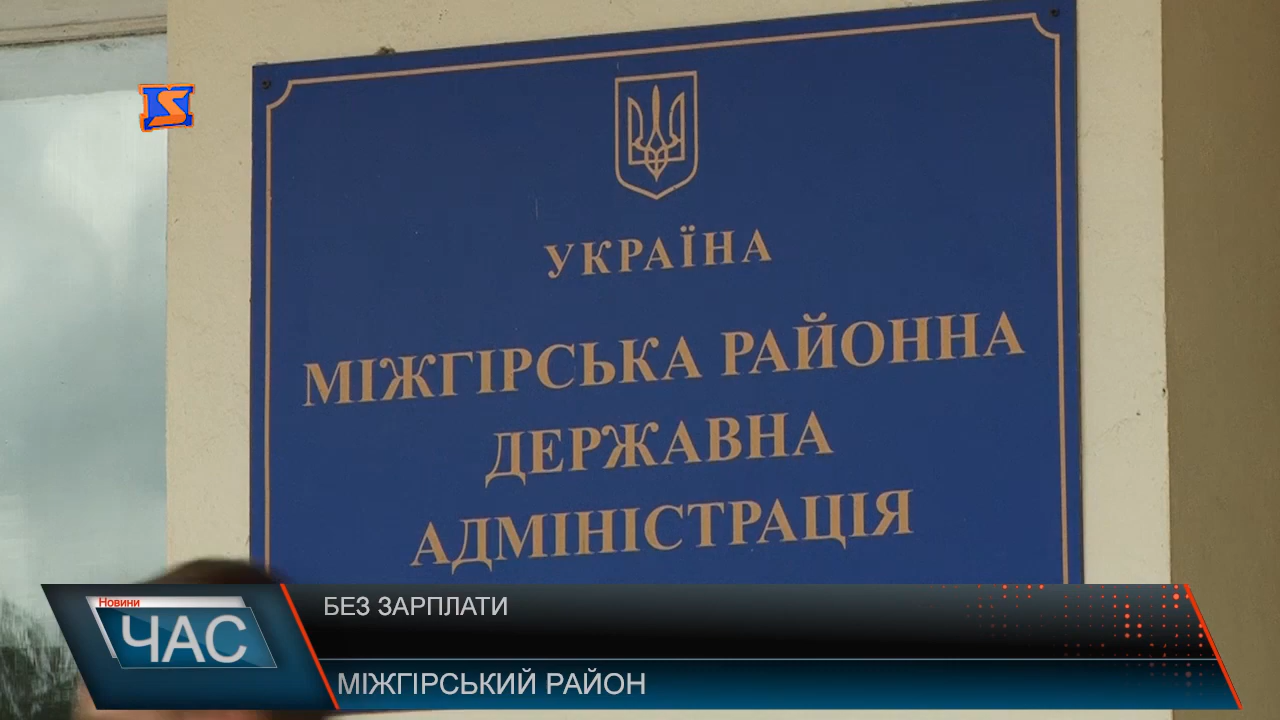 УКРАЇНА
МІЖГІРСЬКА РАЙОННА
ДЕРЖАВНА
АДМІНІСТРАЦІЯ
Новини
ЧАС
БЕЗ ЗАРПЛАТИ
МІЖГІРСЬКИЙ РАЙОН